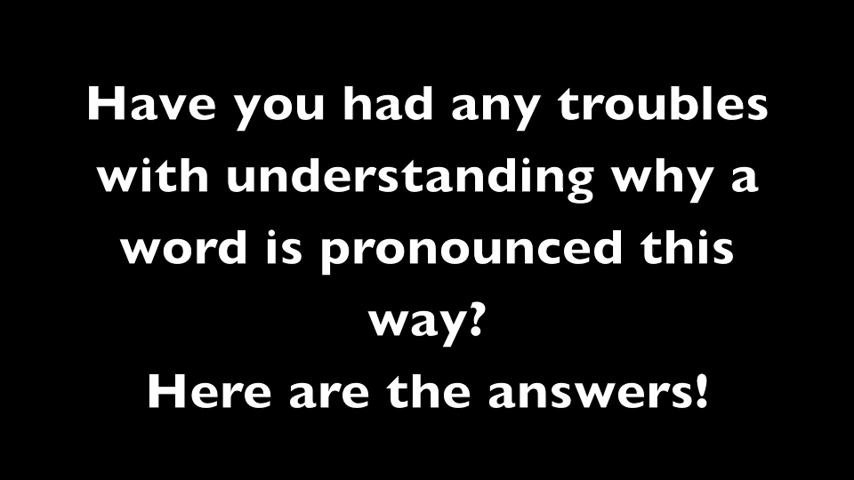 Have you had any troubles
with understanding why a
word is pronounced this
way?
Here are the answers!